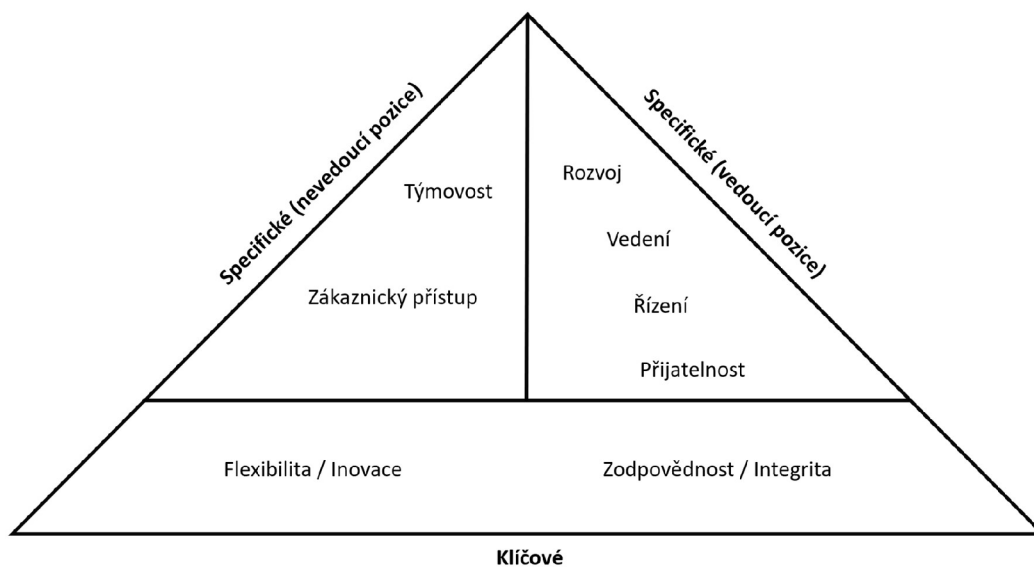 Specifické (nevedoucí pozice)
Specifické (vedoucí pozice)
Týmovost
Zákaznický přístup
Rozvoj
Vedení
Řízení
Přijatelnost
Flexibilita / Inovace
Zodpovědnost / Integrita
Klíčové